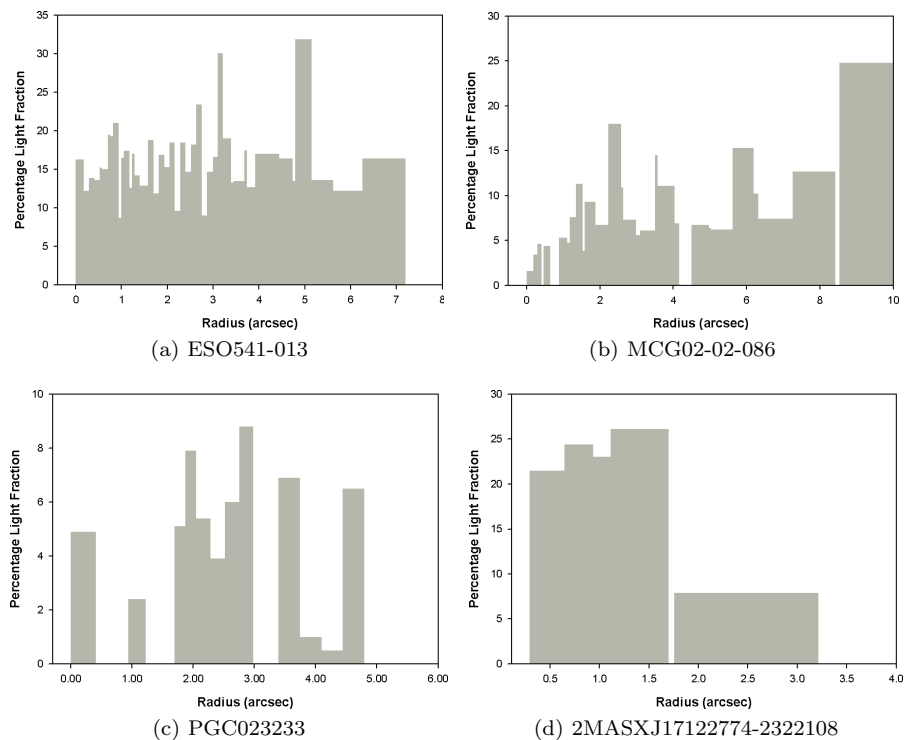 35
30
25
20
15
10
5
0
Percentage Light Fraction
0 1 2 3 4 5 6 7 8
Radius (arcsec)
(a) ESO541-013
30
25
20
15
10
5
0
Percentage Light Fraction
0 2 4 6 8 10
Radius (arcsec)
(b) MCG02-02-086
10
8
6
4
2
0
Percentage Light Fraction
0.00 1.00 2.00 3.00 4.00 5.00 6.00
Radius (arcsec)
(c) PGC023233
30
25
20
15
10
5
0
Percentage Light Fraction
0.5 1.0 1.5 2.0 2.5 3.0 3.5 4.0
Radius (arcsec)
(d) 2MASXJ17122774-2322108